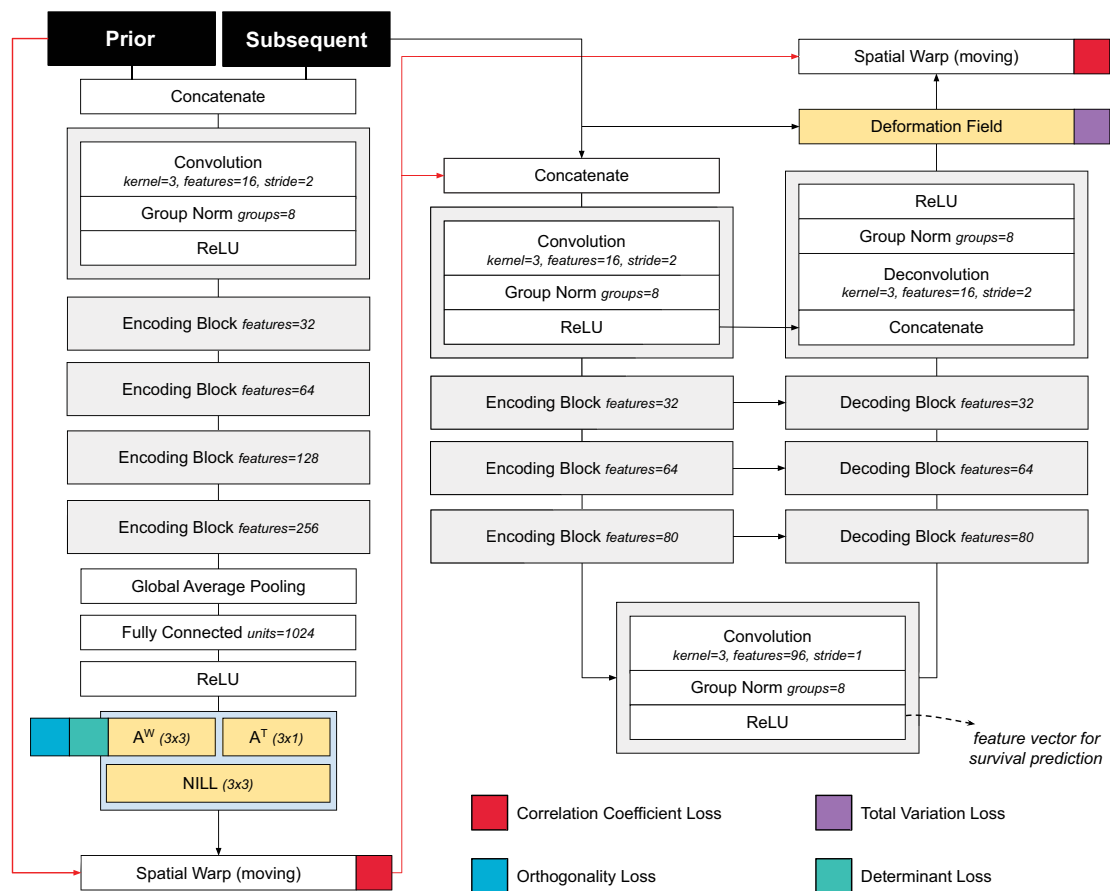 Prior
Subsequent
Concatenate
Convolution
kernel=3, features=16, stride=2
Group Norm groups=8
ReLU
Encoding Block features=32
Encoding Block features=64
Encoding Block features=128
Encoding Block features=256
Global Average Pooling
Fully Connected units=1024
ReLU
A^W (3x3)
A^T (3x1)
NILL (3x3)
Spatial Warp (moving)
Concatenate
Convolution
kernel=3, features=16, stride=2
Group Norm groups=8
ReLU
Encoding Block features=32
Encoding Block features=64
Encoding Block features=80
Convolution
kernel=3, features=96, stride=1
Group Norm groups=8
ReLU
feature vector for
survival prediction
Spatial Warp (moving)
Deformation Field
ReLU
Group Norm groups=8
Deconvolution
kernel=3, features=16, stride=2
Concatenate
Decoding Block features=32
Decoding Block features=64
Decoding Block features=80
Correlation Coefficient Loss
Total Variation Loss
Orthogonality Loss
Determinant Loss